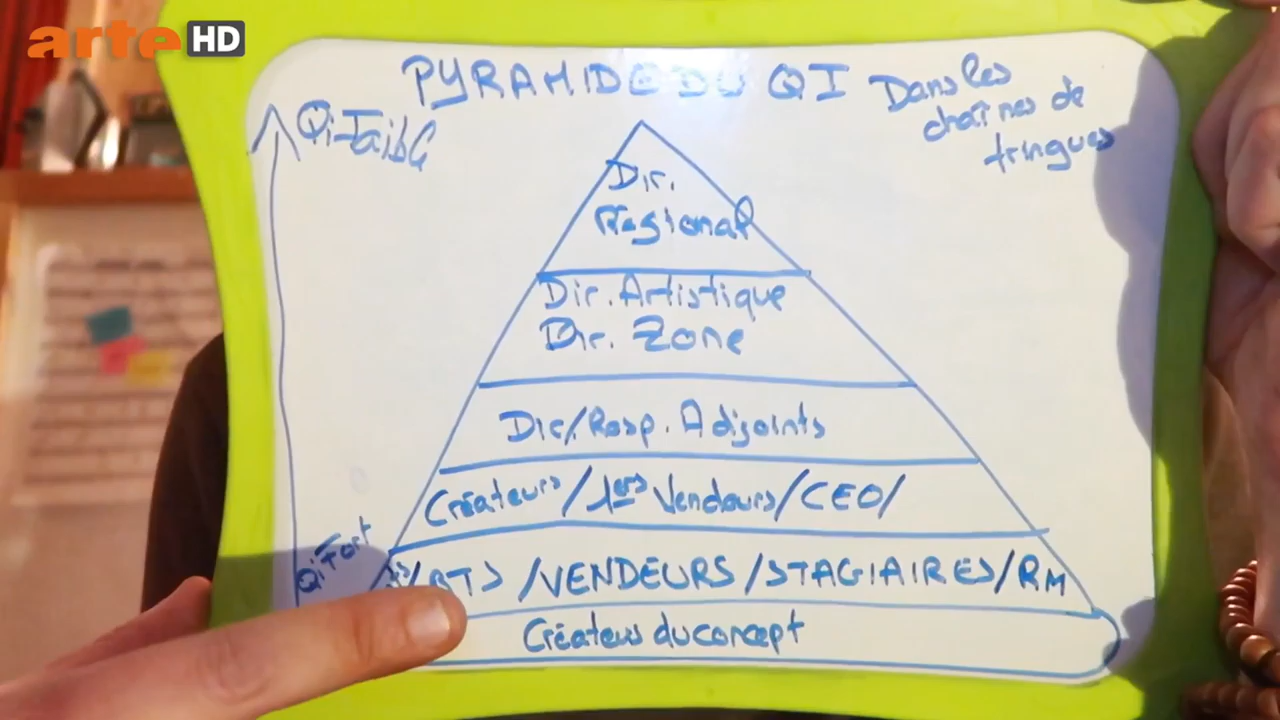 arte HD
PYRAMIDE DU QI
Dans les
chaînes de
fringues
Qi-Faible
Dir.
Régional
Dir. Artistique
Dir. Zone
Dir/Resp. Adjoints
Créateurs/1ers Vendeurs/CEO/
Qi Fort
/BTS/VENDEURS/STAGIAIRES/RM
Créateurs du concept